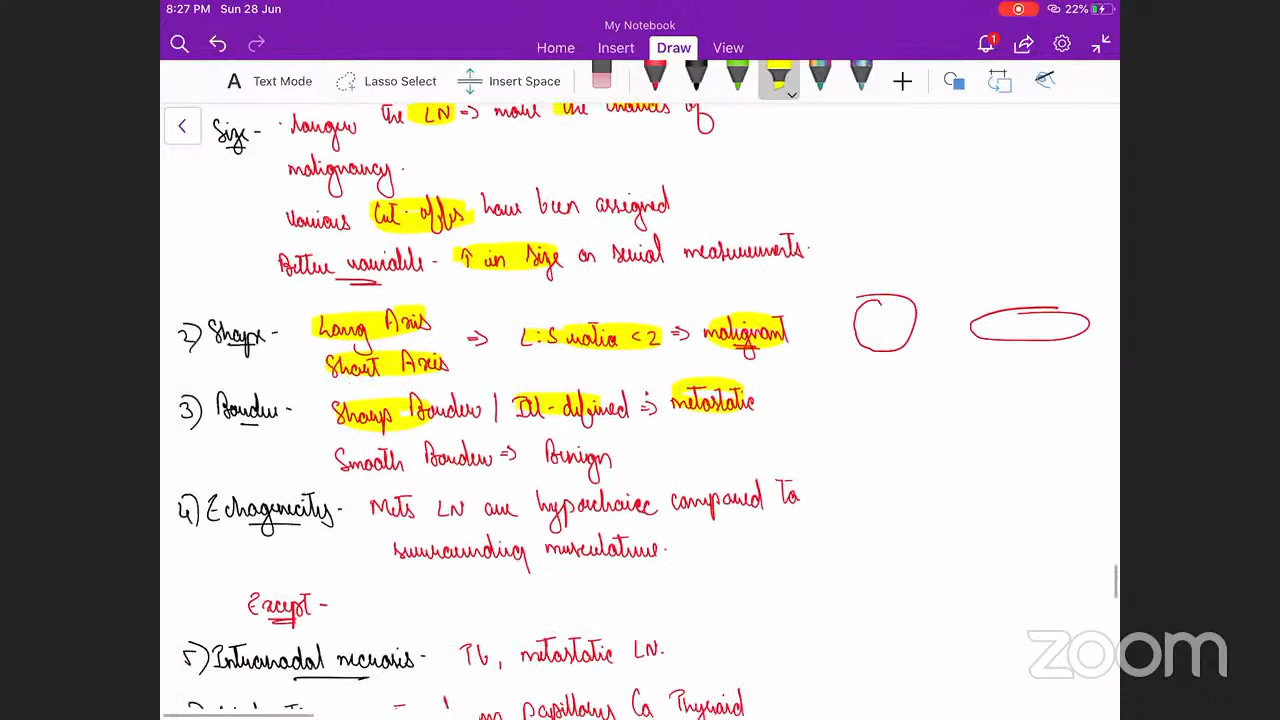 8:27 PM Sun 28 Jun
22%
My Notebook
Home Insert Draw View
1
A Text Mode Lasso Select Insert Space
Size - larger the LN => more the chances of
malignancy.
various cut-offs have been assigned
Better variable - ↑ in size on serial measurements.
2) Shape - Long Axis => L:S ratio < 2 => malignant
Short Axis
3) Border - Sharp Border | Ill-defined => metastatic
Smooth Border => Benign
4) Echogenicity - Mets LN are hypoechoic compared to
surrounding musculature.
Except -
5) Intranodal necrosis - Tb, metastatic LN.
in papillary Ca Thyroid
zoom